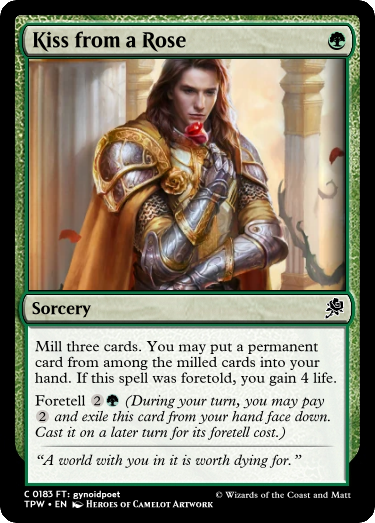 Kiss from a Rose
Sorcery
Mill three cards. You may put a permanent
card from among the milled cards into your
hand. If this spell was foretold, you gain 4 life.
Foretell 2 (During your turn, you may pay
2 and exile this card from your hand face down.
Cast it on a later turn for its foretell cost.)
“A world with you in it is worth dying for.”
C 0183 FT: gynoidpoet
© Wizards of the Coast and Matt
TPW • EN Heroes of Camelot Artwork